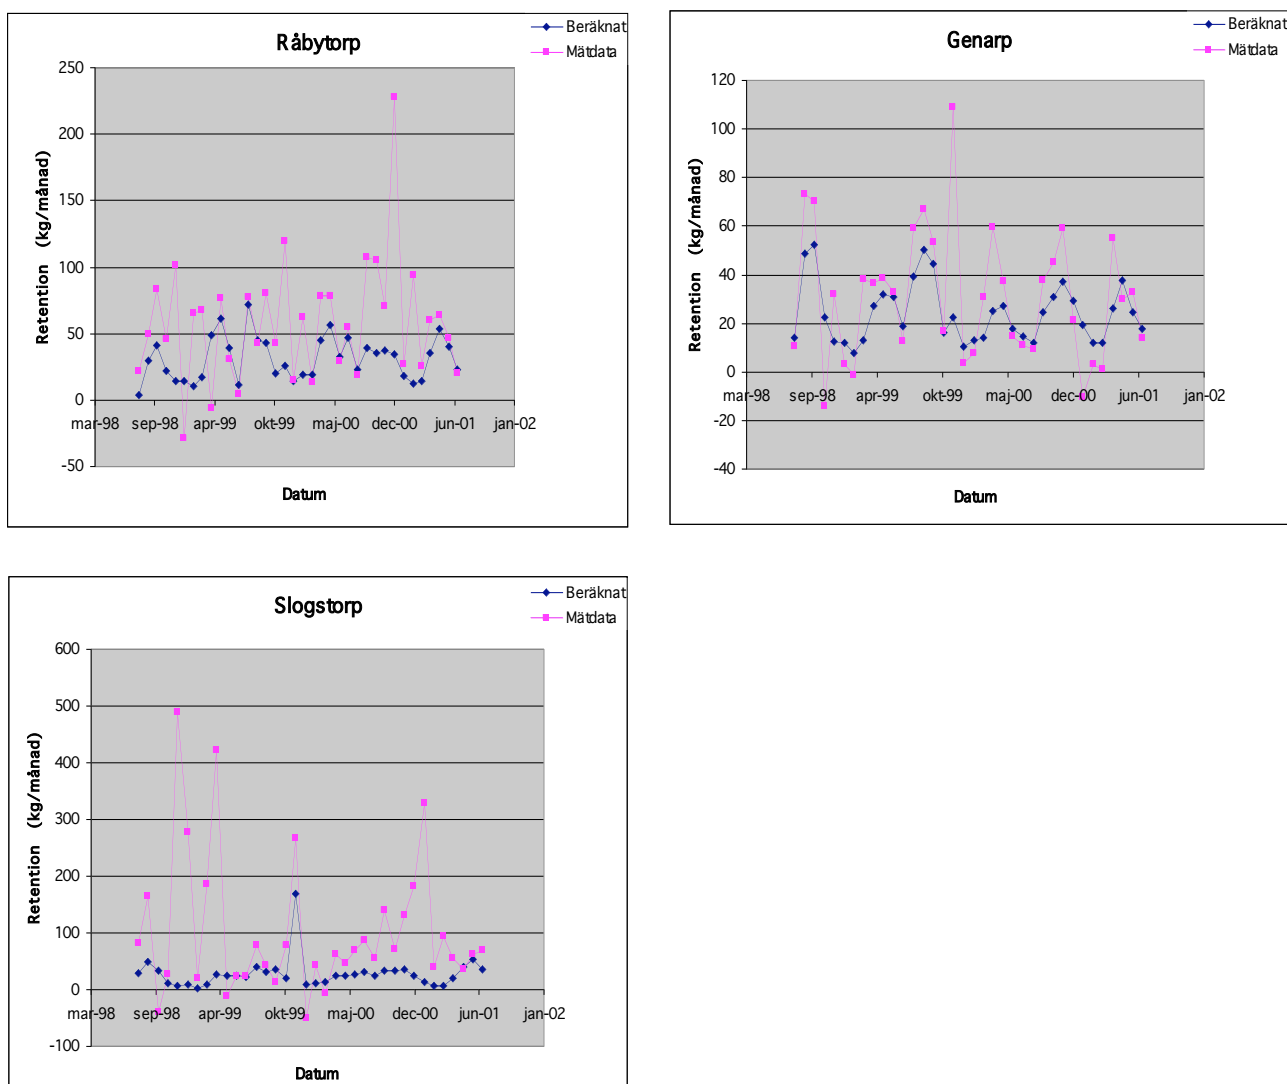 Råbytorp
Beräknat
Mätdata
250
200
150
100
50
0
-50
Retention (kg/månad)
mar-98 sep-98 apr-99 okt-99 maj-00 dec-00 jun-01 jan-02
Datum
Genarp
Beräknat
Mätdata
120
100
80
60
40
20
0
-20
-40
Retention (kg/månad)
mar-98 sep-98 apr-99 okt-99 maj-00 dec-00 jun-01 jan-02
Datum
Slogstorp
Beräknat
Mätdata
600
500
400
300
200
100
0
-100
Retention (kg/månad)
mar-98 sep-98 apr-99 okt-99 maj-00 dec-00 jun-01 jan-02
Datum